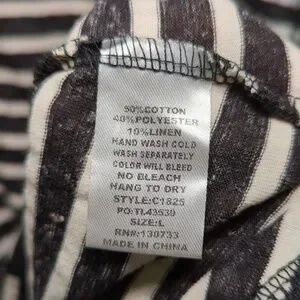 50%COTTON
40%POLYESTER
10%LINEN
HAND WASH COLD
WASH SEPARATELY
COLOR WILL BLEED
NO BLEACH
HANG TO DRY
STYLE:C1825
PO:TL43539
SIZE:L
RN#:130733
MADE IN CHINA